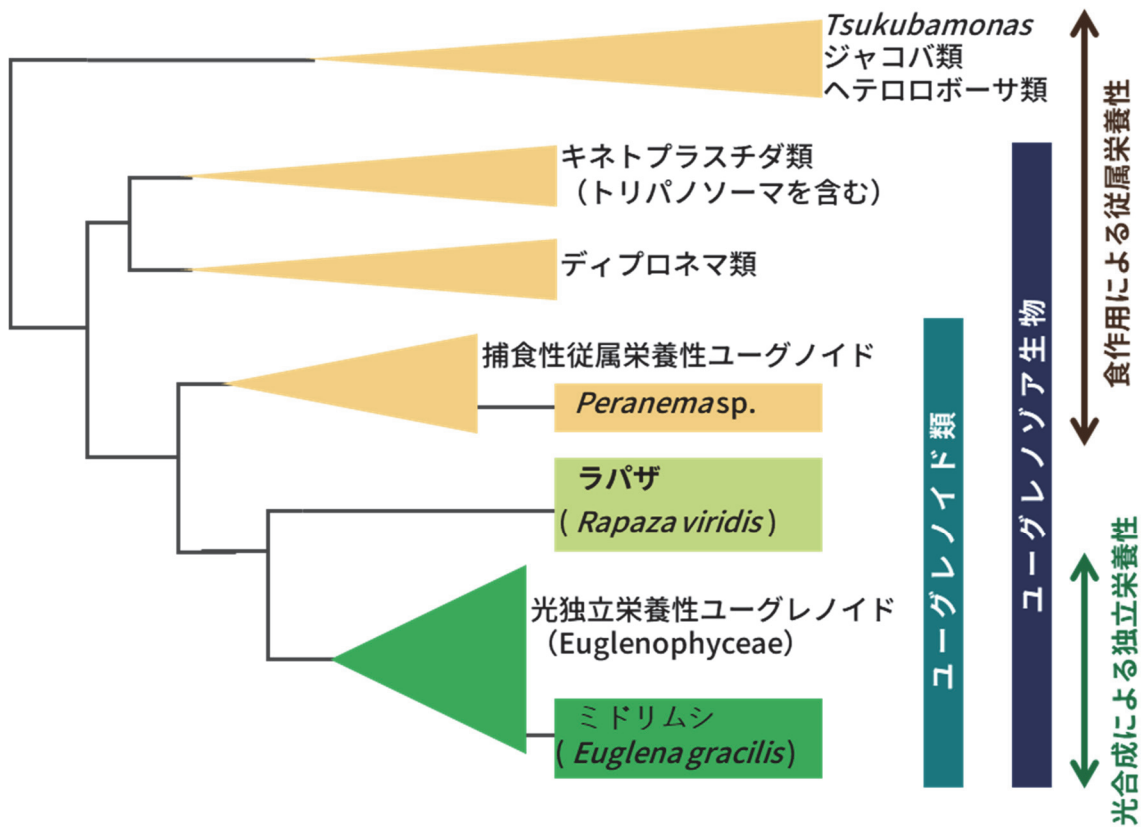 Tsukubamonas
ジャコバ類
ヘテロロボーサ類
キネトプラスチダ類
（トリパノソーマを含む）
ディプロネマ類
捕食性従属栄養性ユーグノイド
Peranema sp.
ラパザ
( Rapaza viridis )
光独立栄養性ユーグレノイド
（Euglenophyceae）
ミドリムシ
( Euglena gracilis )
ユーグレノイド類
ユーグレノゾア生物
食作用による従属栄養性
光合成による独立栄養性